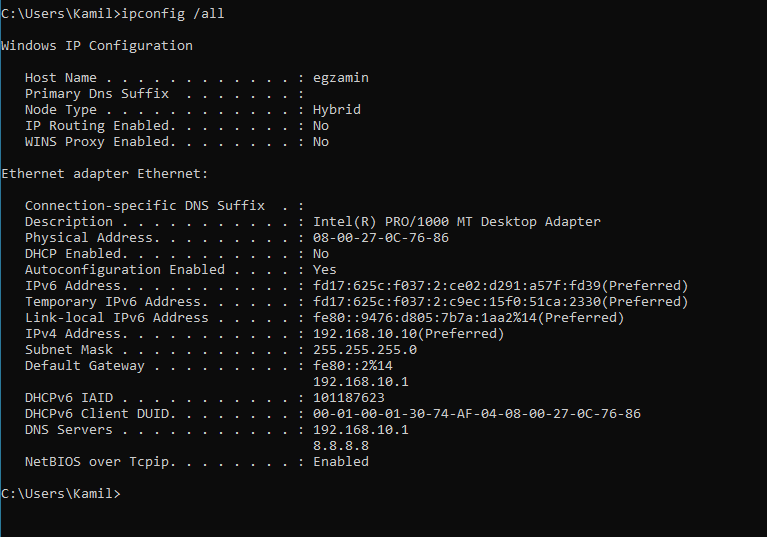 C:\Users\Kamil>ipconfig /all
Windows IP Configuration
Host Name . . . . . . . . . . . . : egzamin
Primary Dns Suffix  . . . . . . . :
Node Type . . . . . . . . . . . . : Hybrid
IP Routing Enabled. . . . . . . . : No
WINS Proxy Enabled. . . . . . . . : No
Ethernet adapter Ethernet:
Connection-specific DNS Suffix  . :
Description . . . . . . . . . . . : Intel(R) PRO/1000 MT Desktop Adapter
Physical Address. . . . . . . . . : 08-00-27-0C-76-86
DHCP Enabled. . . . . . . . . . . : No
Autoconfiguration Enabled . . . . : Yes
IPv6 Address. . . . . . . . . . . : fd17:625c:f037:2:ce02:d291:a57f:fd39(Preferred)
Temporary IPv6 Address. . . . . . : fd17:625c:f037:2:c9ec:15f0:51ca:2330(Preferred)
Link-local IPv6 Address . . . . . : fe80::9476:d805:7b7a:1aa2%14(Preferred)
IPv4 Address. . . . . . . . . . . : 192.168.10.10(Preferred)
Subnet Mask . . . . . . . . . . . : 255.255.255.0
Default Gateway . . . . . . . . . : fe80::2%14
192.168.10.1
DHCPv6 IAID . . . . . . . . . . . : 101187623
DHCPv6 Client DUID. . . . . . . . : 00-01-00-01-30-74-AF-04-08-00-27-0C-76-86
DNS Servers . . . . . . . . . . . : 192.168.10.1
8.8.8.8
NetBIOS over Tcpip. . . . . . . . : Enabled
C:\Users\Kamil>